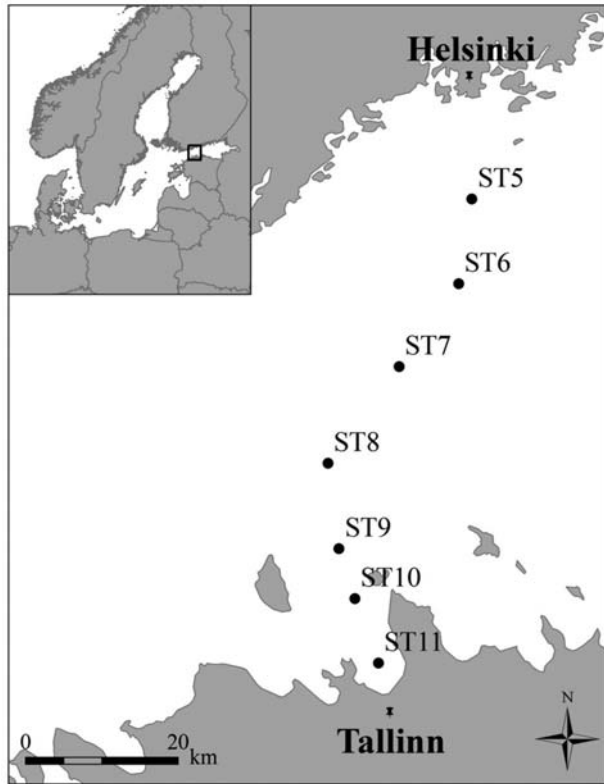 Helsinki
ST5
ST6
ST7
ST8
ST9
ST10
ST11
Tallinn
0 20
km
N